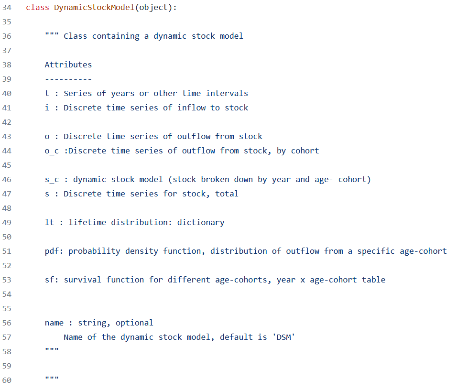 34 class DynamicStockModel(object):
35
36 """ Class containing a dynamic stock model
37
38 Attributes
39 ----------
40 t : Series of years or other time intervals
41 i : Discrete time series of inflow to stock
42
43 o : Discrete time series of outflow from stock
44 o_c :Discrete time series of outflow from stock, by cohort
45
46 s_c : dynamic stock model (stock broken down by year and age- cohort)
47 s : Discrete time series for stock, total
48
49 lt : lifetime distribution: dictionary
50
51 pdf: probability density function, distribution of outflow from a specific age-cohort
52
53 sf: survival function for different age-cohorts, year x age-cohort table
54
55
56 name : string, optional
57 Name of the dynamic stock model, default is 'DSM'
58 """
59
60 """